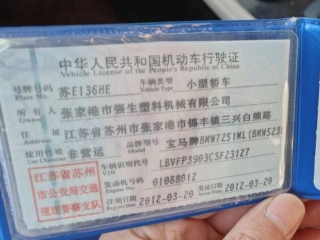 中华人民共和国机动车行驶证
Vehicle License of the People's Republic of China
号牌号码 苏E136HE 车辆类型 小型轿车
Plate No. Vehicle Type
所有人 张家港市强生塑料机械有限公司
Owner
住址 江苏省苏州市张家港市锦丰镇三兴白熊路
使用性质 非营运 品牌型号 宝马牌BMW7251ML(BMW523
江苏省苏州市公安局交通巡逻警察支队
车辆识别代号 LBVFP3903CSF23127
VIN
发动机号码 01088012
注册日期 2012-03-20 发证日期 2012-03-20